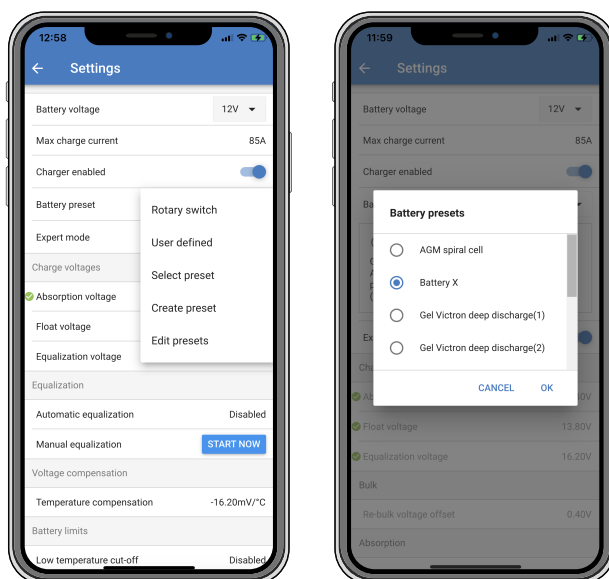 12:58
Settings
Battery voltage 12V
Max charge current 85A
Charger enabled
Battery preset
Rotary switch
Expert mode
User defined
Charge voltages
Select preset
Absorption voltage
Create preset
Float voltage
Edit presets
Equalization voltage
Equalization
Automatic equalization Disabled
Manual equalization START NOW
Voltage compensation
Temperature compensation -16.20mV/°C
Battery limits
Low temperature cut-off Disabled
11:59
Settings
Battery voltage 12V
Max charge current 85A
Charger enabled
Ba
Battery presets
AGM spiral cell
Battery X
Gel Victron deep discharge(1)
Ex
Gel Victron deep discharge(2)
Cha
CANCEL OK
Ab 0V
Float voltage 13.80V
Equalization voltage 16.20V
Bulk
Re-bulk voltage offset 0.40V
Absorption